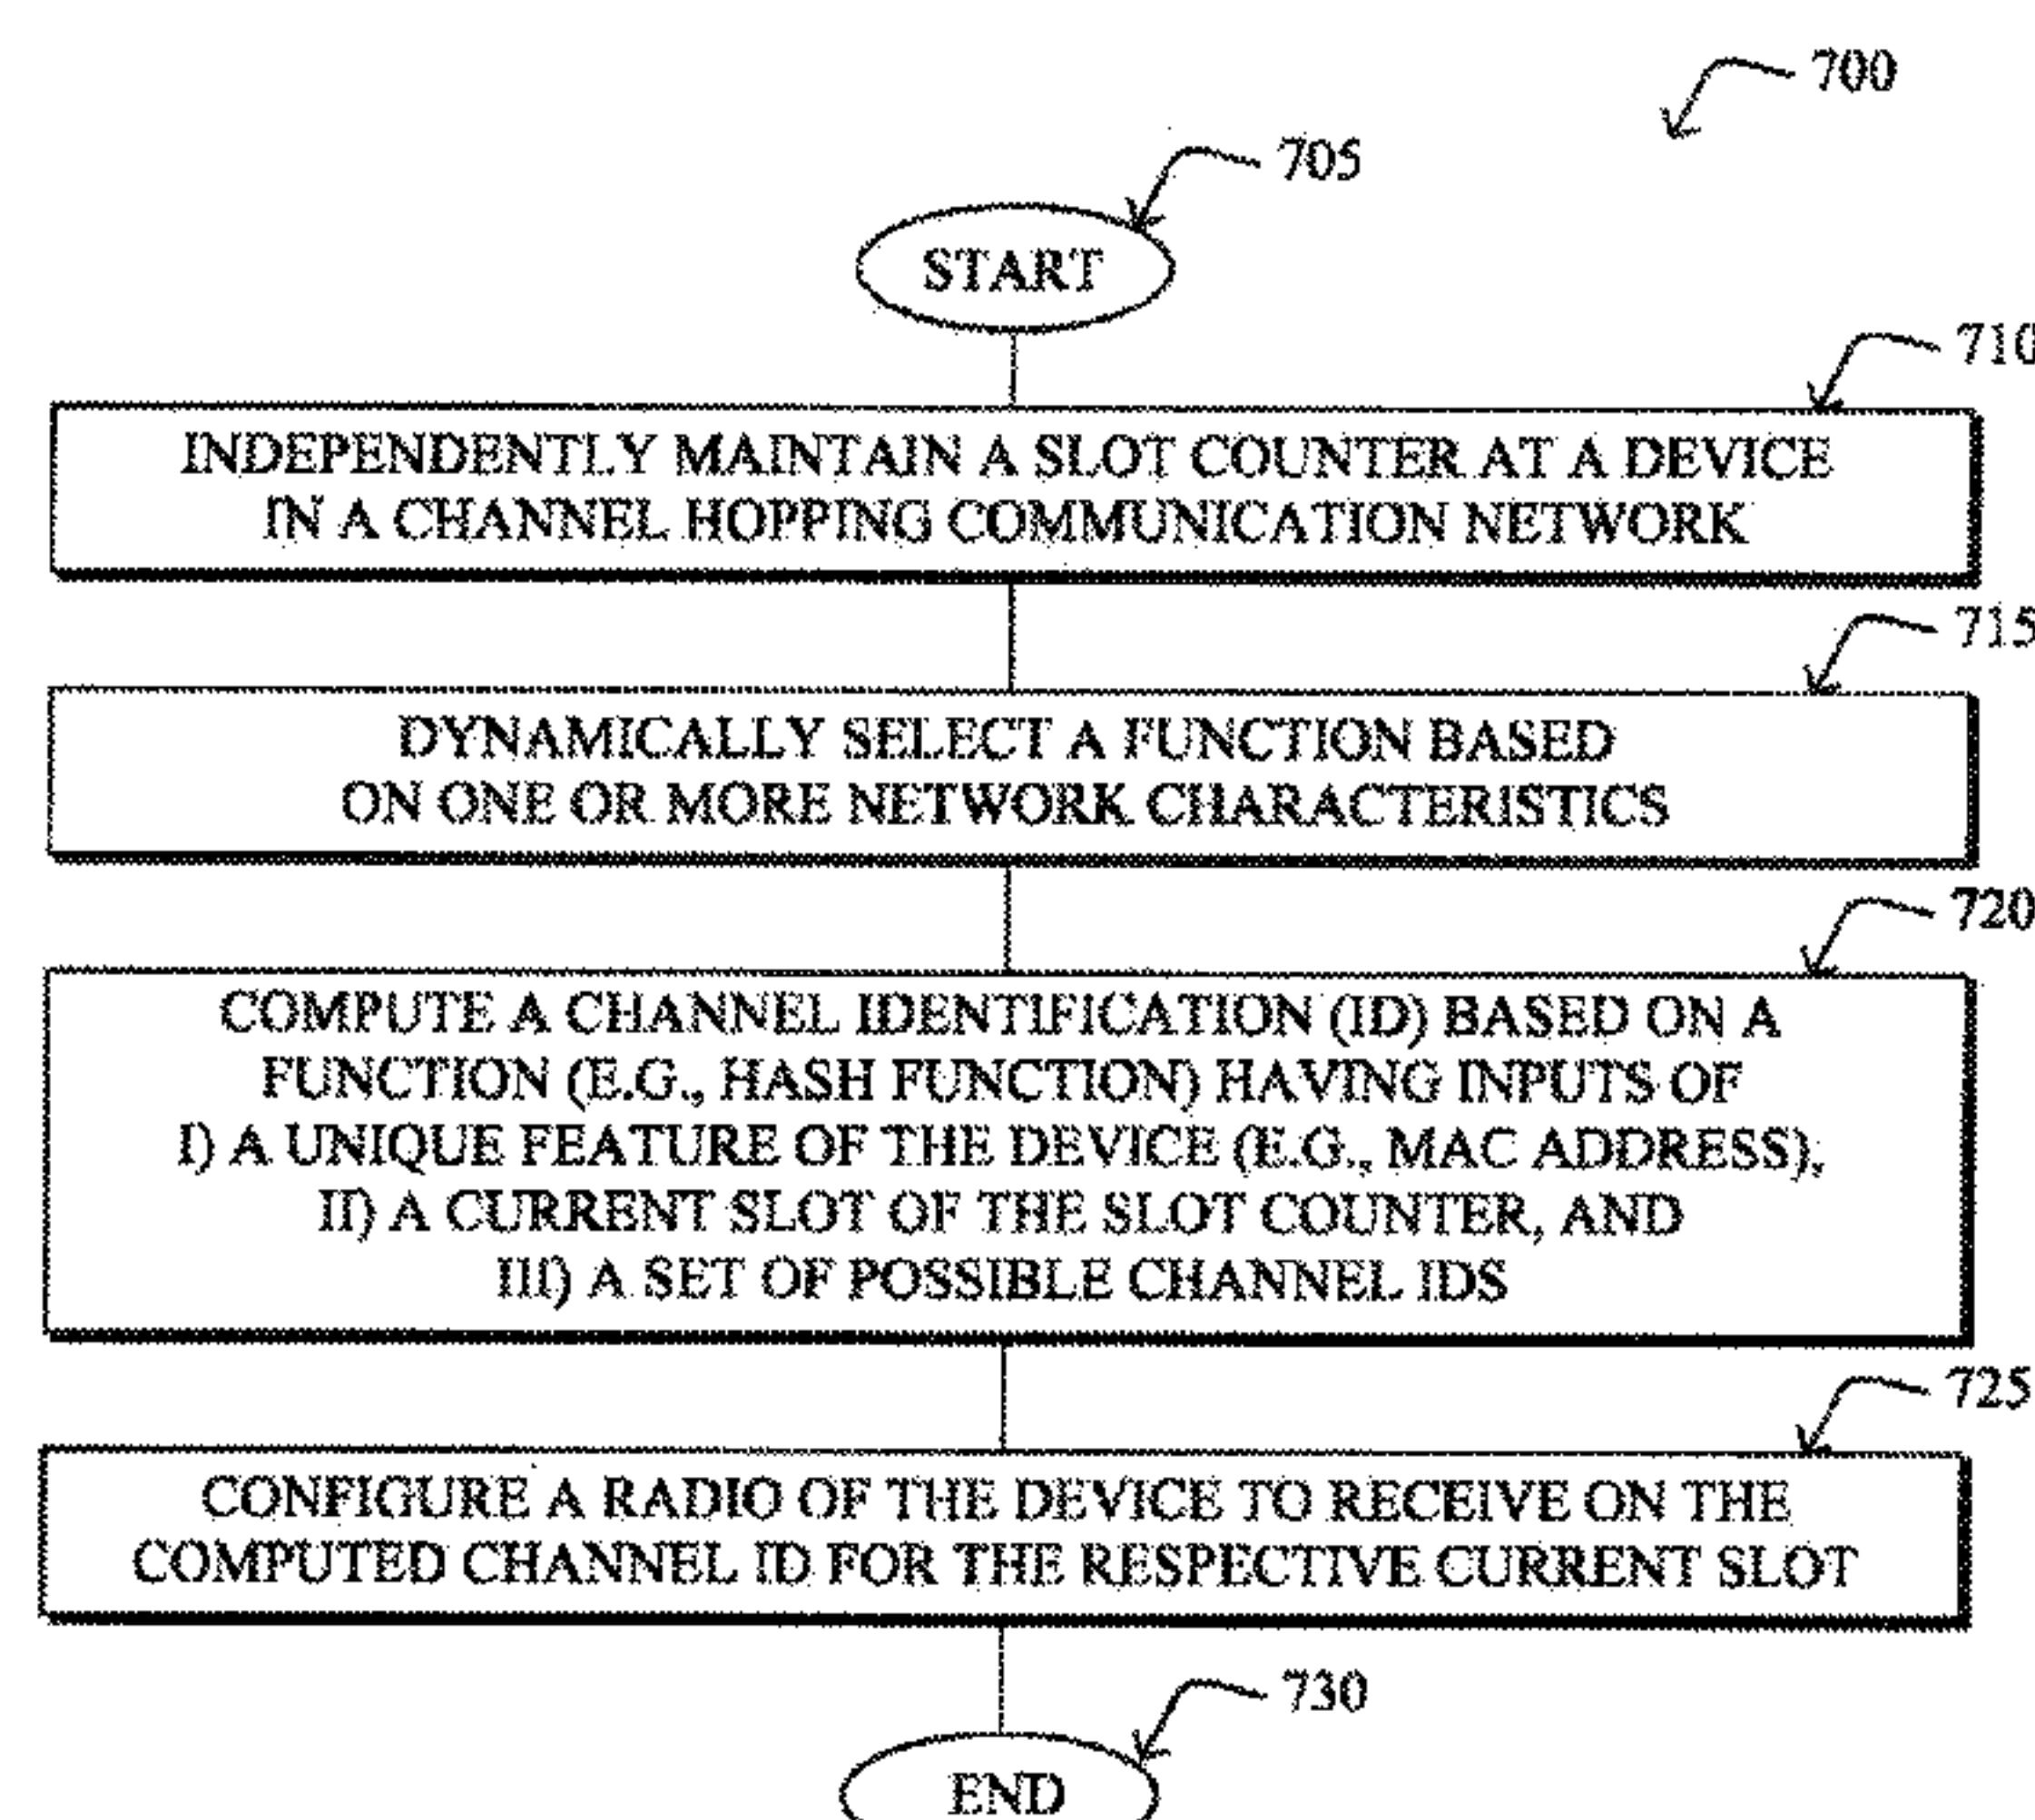 700
705
START
710
INDEPENDENTLY MAINTAIN A SLOT COUNTER AT A DEVICE
IN A CHANNEL HOPPING COMMUNICATION NETWORK
715
DYNAMICALLY SELECT A FUNCTION BASED
ON ONE OR MORE NETWORK CHARACTERISTICS
720
COMPUTE A CHANNEL IDENTIFICATION (ID) BASED ON A
FUNCTION (E.G., HASH FUNCTION) HAVING INPUTS OF
I) A UNIQUE FEATURE OF THE DEVICE (E.G., MAC ADDRESS),
II) A CURRENT SLOT OF THE SLOT COUNTER, AND
III) A SET OF POSSIBLE CHANNEL IDS
725
CONFIGURE A RADIO OF THE DEVICE TO RECEIVE ON THE
COMPUTED CHANNEL ID FOR THE RESPECTIVE CURRENT SLOT
730
END